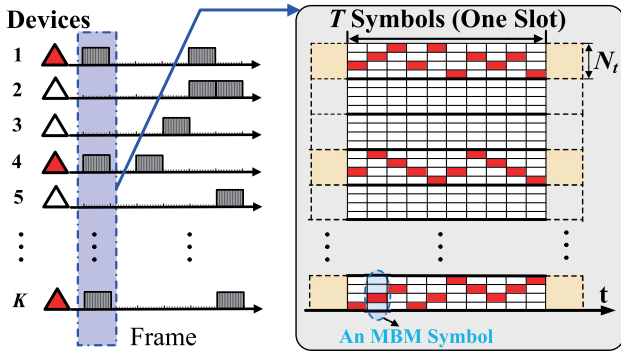 Devices
1
2
3
4
5
K
Frame
T Symbols (One Slot)
N_t
t
An MBM Symbol